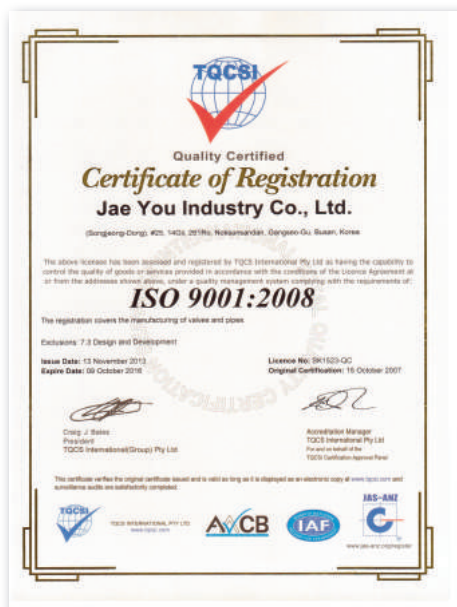 TQCSI
Quality Certified
Certificate of Registration
Jae You Industry Co., Ltd.
(Songjeong-Dong), #25, 14Gil, 261Ro, Noksansandan, Gangseo-Gu, Busan, Korea
The above licensee has been assessed and registered by TQCS International Pty Ltd as having the capability to
control the quality of goods or services provided in accordance with the conditions of the Licence Agreement at
or from the addresses shown above, under a quality management system complying with the requirements of:
ISO 9001:2008
The registration covers the manufacturing of valves and pipes
Exclusions: 7.3 Design and Development
Issue Date: 13 November 2013
Expire Date: 09 October 2016
Licence No: SK1523-QC
Original Certification: 15 October 2007
Craig J Bates
President
TQCS International(Group) Pty Ltd
Accreditation Manager
TQCS International Pty Ltd
For and on behalf of the
TQCSI Certification Approval Panel
This certificate verifies the original certificate issued and is valid as long as it is displayed as an electronic copy at www.tqcsi.com and
surveillance audits are satisfactorily completed.
TQCSI
TQCS INTERNATIONAL PTY LTD
www.tqcsi.com
CB
IAF
JAS-ANZ
www.jas-anz.org/register